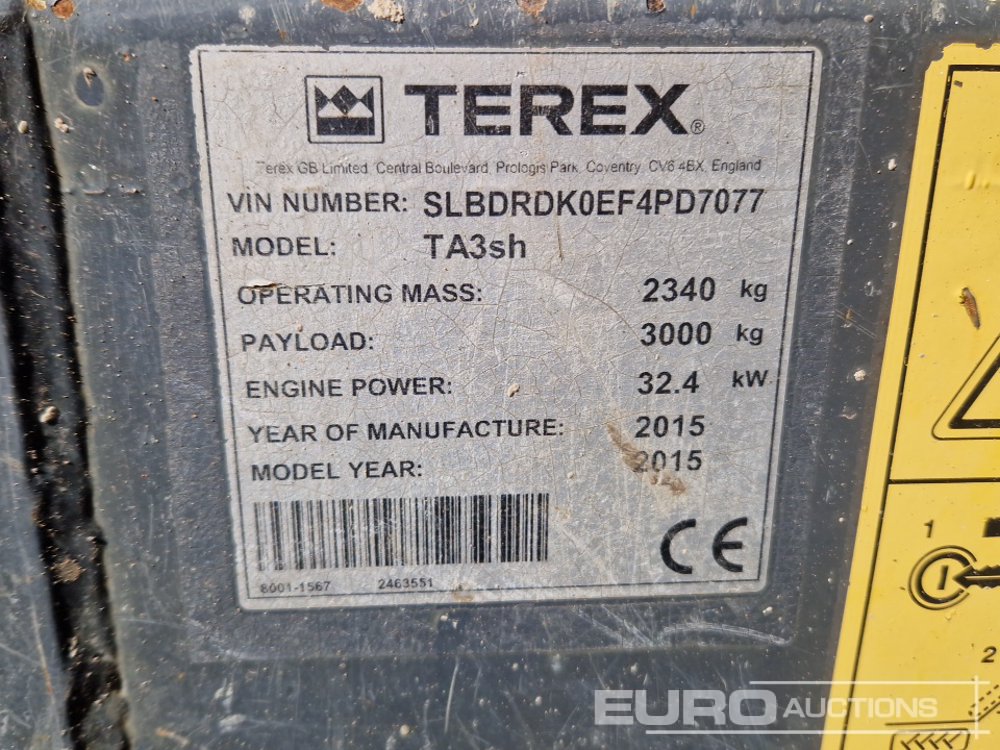 TEREX®
Terex GB Limited, Central Boulevard, Prologis Park, Coventry, CV6 4BX, England
VIN NUMBER: SLBDRDK0EF4PD7077
MODEL: TA3sh
OPERATING MASS: 2340 kg
PAYLOAD: 3000 kg
ENGINE POWER: 32.4 kW
YEAR OF MANUFACTURE: 2015
MODEL YEAR: 2015
CE
8001-1567 2463551
1
2
EURO AUCTIONS